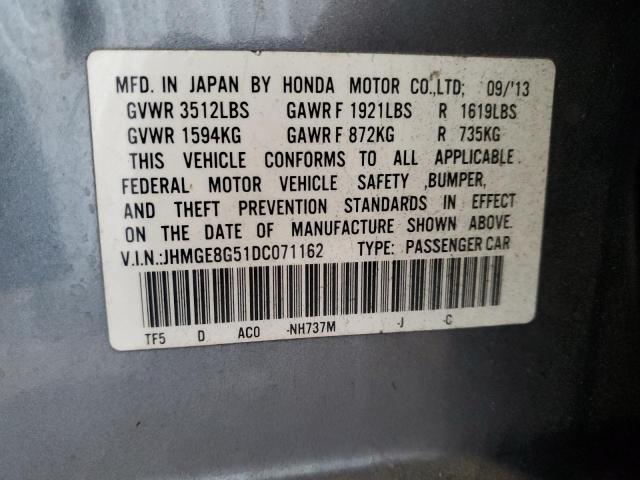 MFD. IN JAPAN BY HONDA MOTOR CO.,LTD; 09/'13
GVWR 3512LBS GAWR F 1921LBS R 1619LBS
GVWR 1594KG GAWR F 872KG R 735KG
THIS VEHICLE CONFORMS TO ALL APPLICABLE.
FEDERAL MOTOR VEHICLE SAFETY ,BUMPER,
AND THEFT PREVENTION STANDARDS IN EFFECT
ON THE DATE OF MANUFACTURE SHOWN ABOVE.
V.I.N.:JHMGE8G51DC071162 TYPE: PASSENGER CAR
TF5 D AC0 -NH737M -J -C